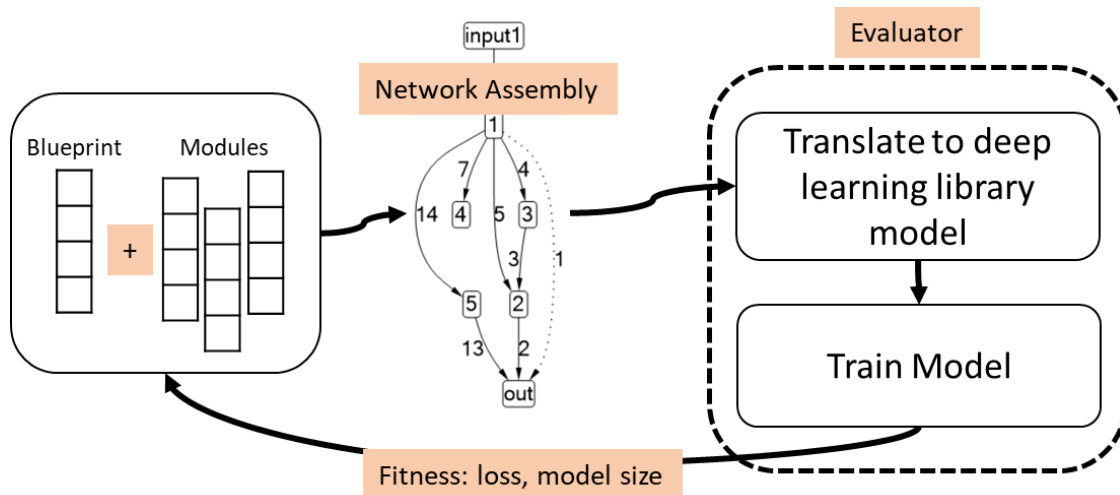 Blueprint
Modules
+
input1
Network Assembly
1
7
4
14
4
5
3
3
1
5
2
13
2
out
Evaluator
Translate to deep
learning library
model
Train Model
Fitness: loss, model size